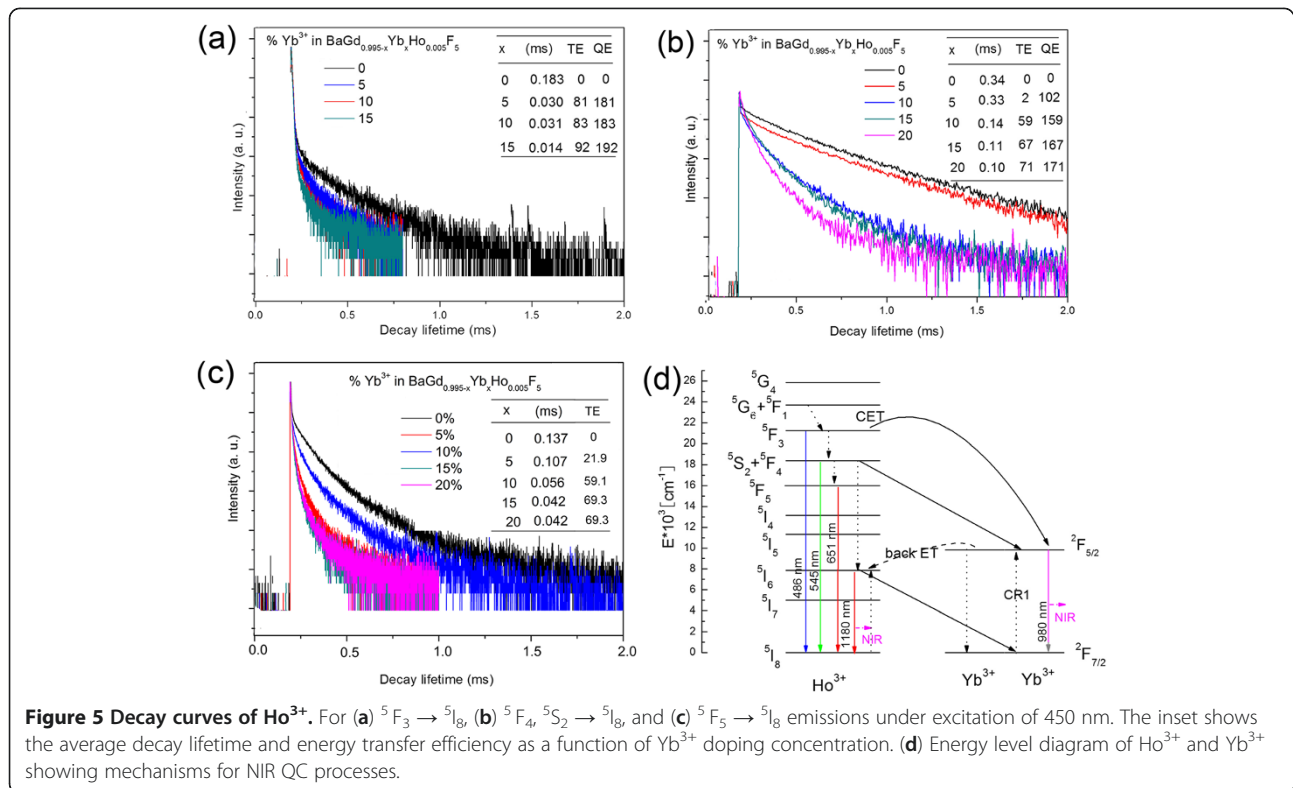 (a)
% Yb³⁺ in BaGd₀.₉₉₅₋ₓYbₓHo₀.₀₀₅F₅
0
5
10
15
x (ms) TE QE
0 0.183 0 0
5 0.030 81 181
10 0.031 83 183
15 0.014 92 192
Intensity (a. u.)
0.0 0.5 1.0 1.5 2.0
Decay lifetime (ms)
(b)
% Yb³⁺ in BaGd₀.₉₉₅₋ₓYbₓHo₀.₀₀₅F₅
0
5
10
15
20
x (ms) TE QE
0 0.34 0 0
5 0.33 2 102
10 0.14 59 159
15 0.11 67 167
20 0.10 71 171
Intensity (a. u.)
0.0 0.5 1.0 1.5 2.0
Decay lifetime (ms)
(c)
% Yb³⁺ in BaGd₀.₉₉₅₋ₓYbₓHo₀.₀₀₅F₅
0%
5%
10%
15%
20%
x (ms) TE
0 0.137 0
5 0.107 21.9
10 0.056 59.1
15 0.042 69.3
20 0.042 69.3
Intensity (a. u.)
0.0 0.5 1.0 1.5 2.0
Decay lifetime (ms)
(d)
E*10^3[cm⁻¹]
26
24
22
20
18
16
14
12
10
8
6
4
2
0
⁵G₄
⁵G₆+⁵F₁
⁵F₃
⁵S₂+⁵F₄
⁵F₅
⁵I₄
⁵I₅
⁵I₆
⁵I₇
⁵I₈
486 nm
545 nm
651 nm
1180 nm
NIR
CET
back ET
CR1
980 nm
NIR
²F₅/₂
²F₇/₂
Ho³⁺
Yb³⁺
Yb³⁺
Figure 5 Decay curves of Ho³⁺. For (a) ⁵ F₃ → ⁵I₈, (b) ⁵ F₄, ⁵S₂ → ⁵I₈, and (c) ⁵ F₅ → ⁵I₈ emissions under excitation of 450 nm. The inset shows
the average decay lifetime and energy transfer efficiency as a function of Yb³⁺ doping concentration. (d) Energy level diagram of Ho³⁺ and Yb³⁺
showing mechanisms for NIR QC processes.